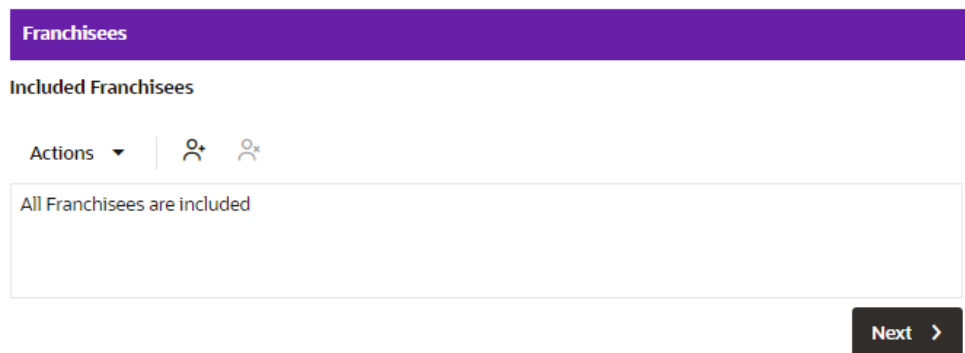 Franchisees
Included Franchisees
Actions
All Franchisees are included
Next